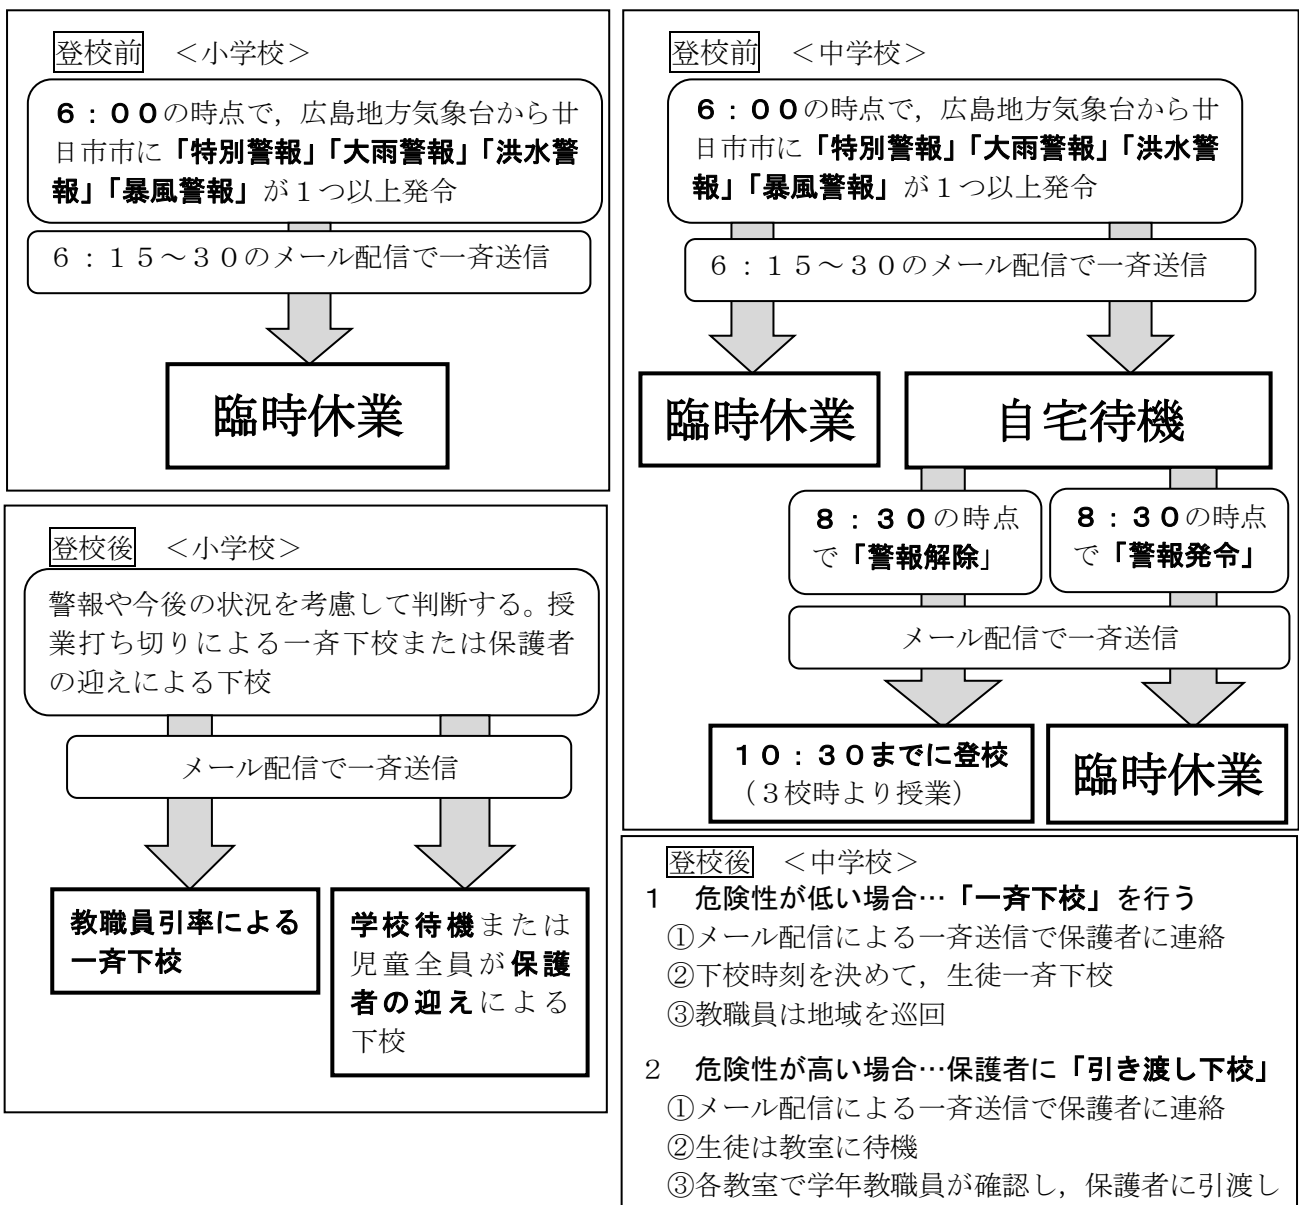 登校前 <小学校>
6:00の時点で,広島地方気象台から廿
日市市に「特別警報」「大雨警報」「洪水警
報」「暴風警報」が1つ以上発令
6:15~30のメール配信で一斉送信
臨時休業
登校後 <小学校>
警報や今後の状況を考慮して判断する。授
業打ち切りによる一斉下校または保護者
の迎えによる下校
メール配信で一斉送信
教職員引率による
一斉下校
学校待機または
児童全員が保護
者の迎えによる
下校
登校前 <中学校>
6:00の時点で,広島地方気象台から廿
日市市に「特別警報」「大雨警報」「洪水警
報」「暴風警報」が1つ以上発令
6:15~30のメール配信で一斉送信
臨時休業
自宅待機
8:30の時点
で「警報解除」
8:30の時点
で「警報発令」
メール配信で一斉送信
10:30までに登校
(3校時より授業)
臨時休業
登校後 <中学校>
1 危険性が低い場合…「一斉下校」を行う
①メール配信による一斉送信で保護者に連絡
②下校時刻を決めて,生徒一斉下校
③教職員は地域を巡回
2 危険性が高い場合…保護者に「引き渡し下校」
①メール配信による一斉送信で保護者に連絡
②生徒は教室に待機
③各教室で学年教職員が確認し,保護者に引渡し